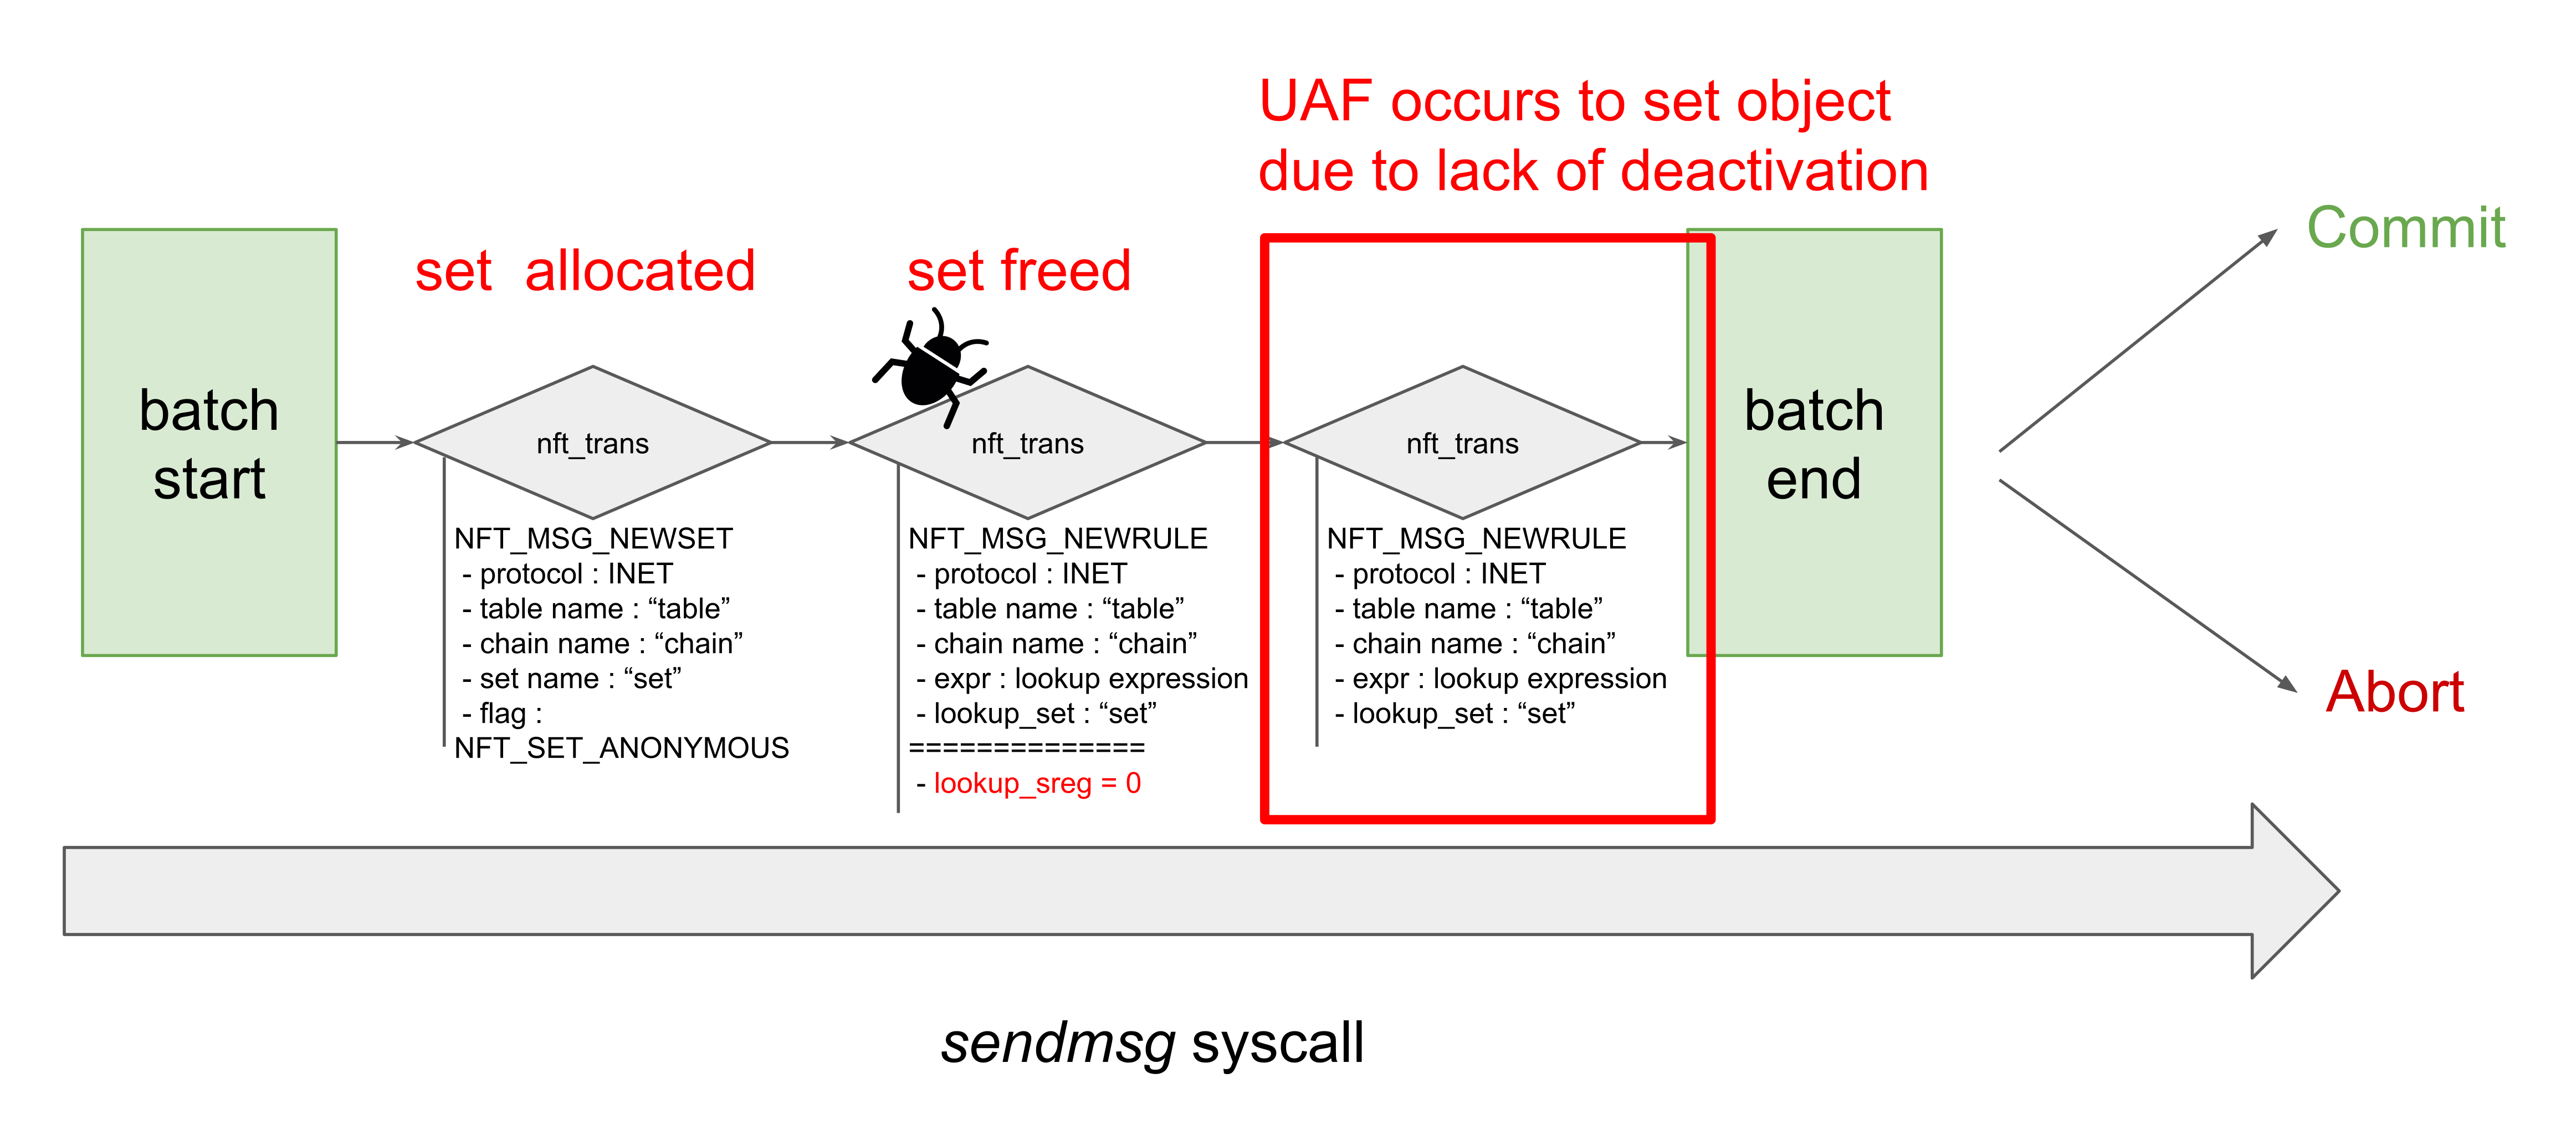 UAF occurs to set object
due to lack of deactivation
set  allocated
set freed
Commit
batch
start
nft_trans
nft_trans
nft_trans
batch
end
NFT_MSG_NEWSET
- protocol : INET
- table name : “table”
- chain name : “chain”
- set name : “set”
- flag :
NFT_SET_ANONYMOUS
NFT_MSG_NEWRULE
- protocol : INET
- table name : “table”
- chain name : “chain”
- expr : lookup expression
- lookup_set : “set”
==============
- lookup_sreg = 0
NFT_MSG_NEWRULE
- protocol : INET
- table name : “table”
- chain name : “chain”
- expr : lookup expression
- lookup_set : “set”
Abort
sendmsg syscall